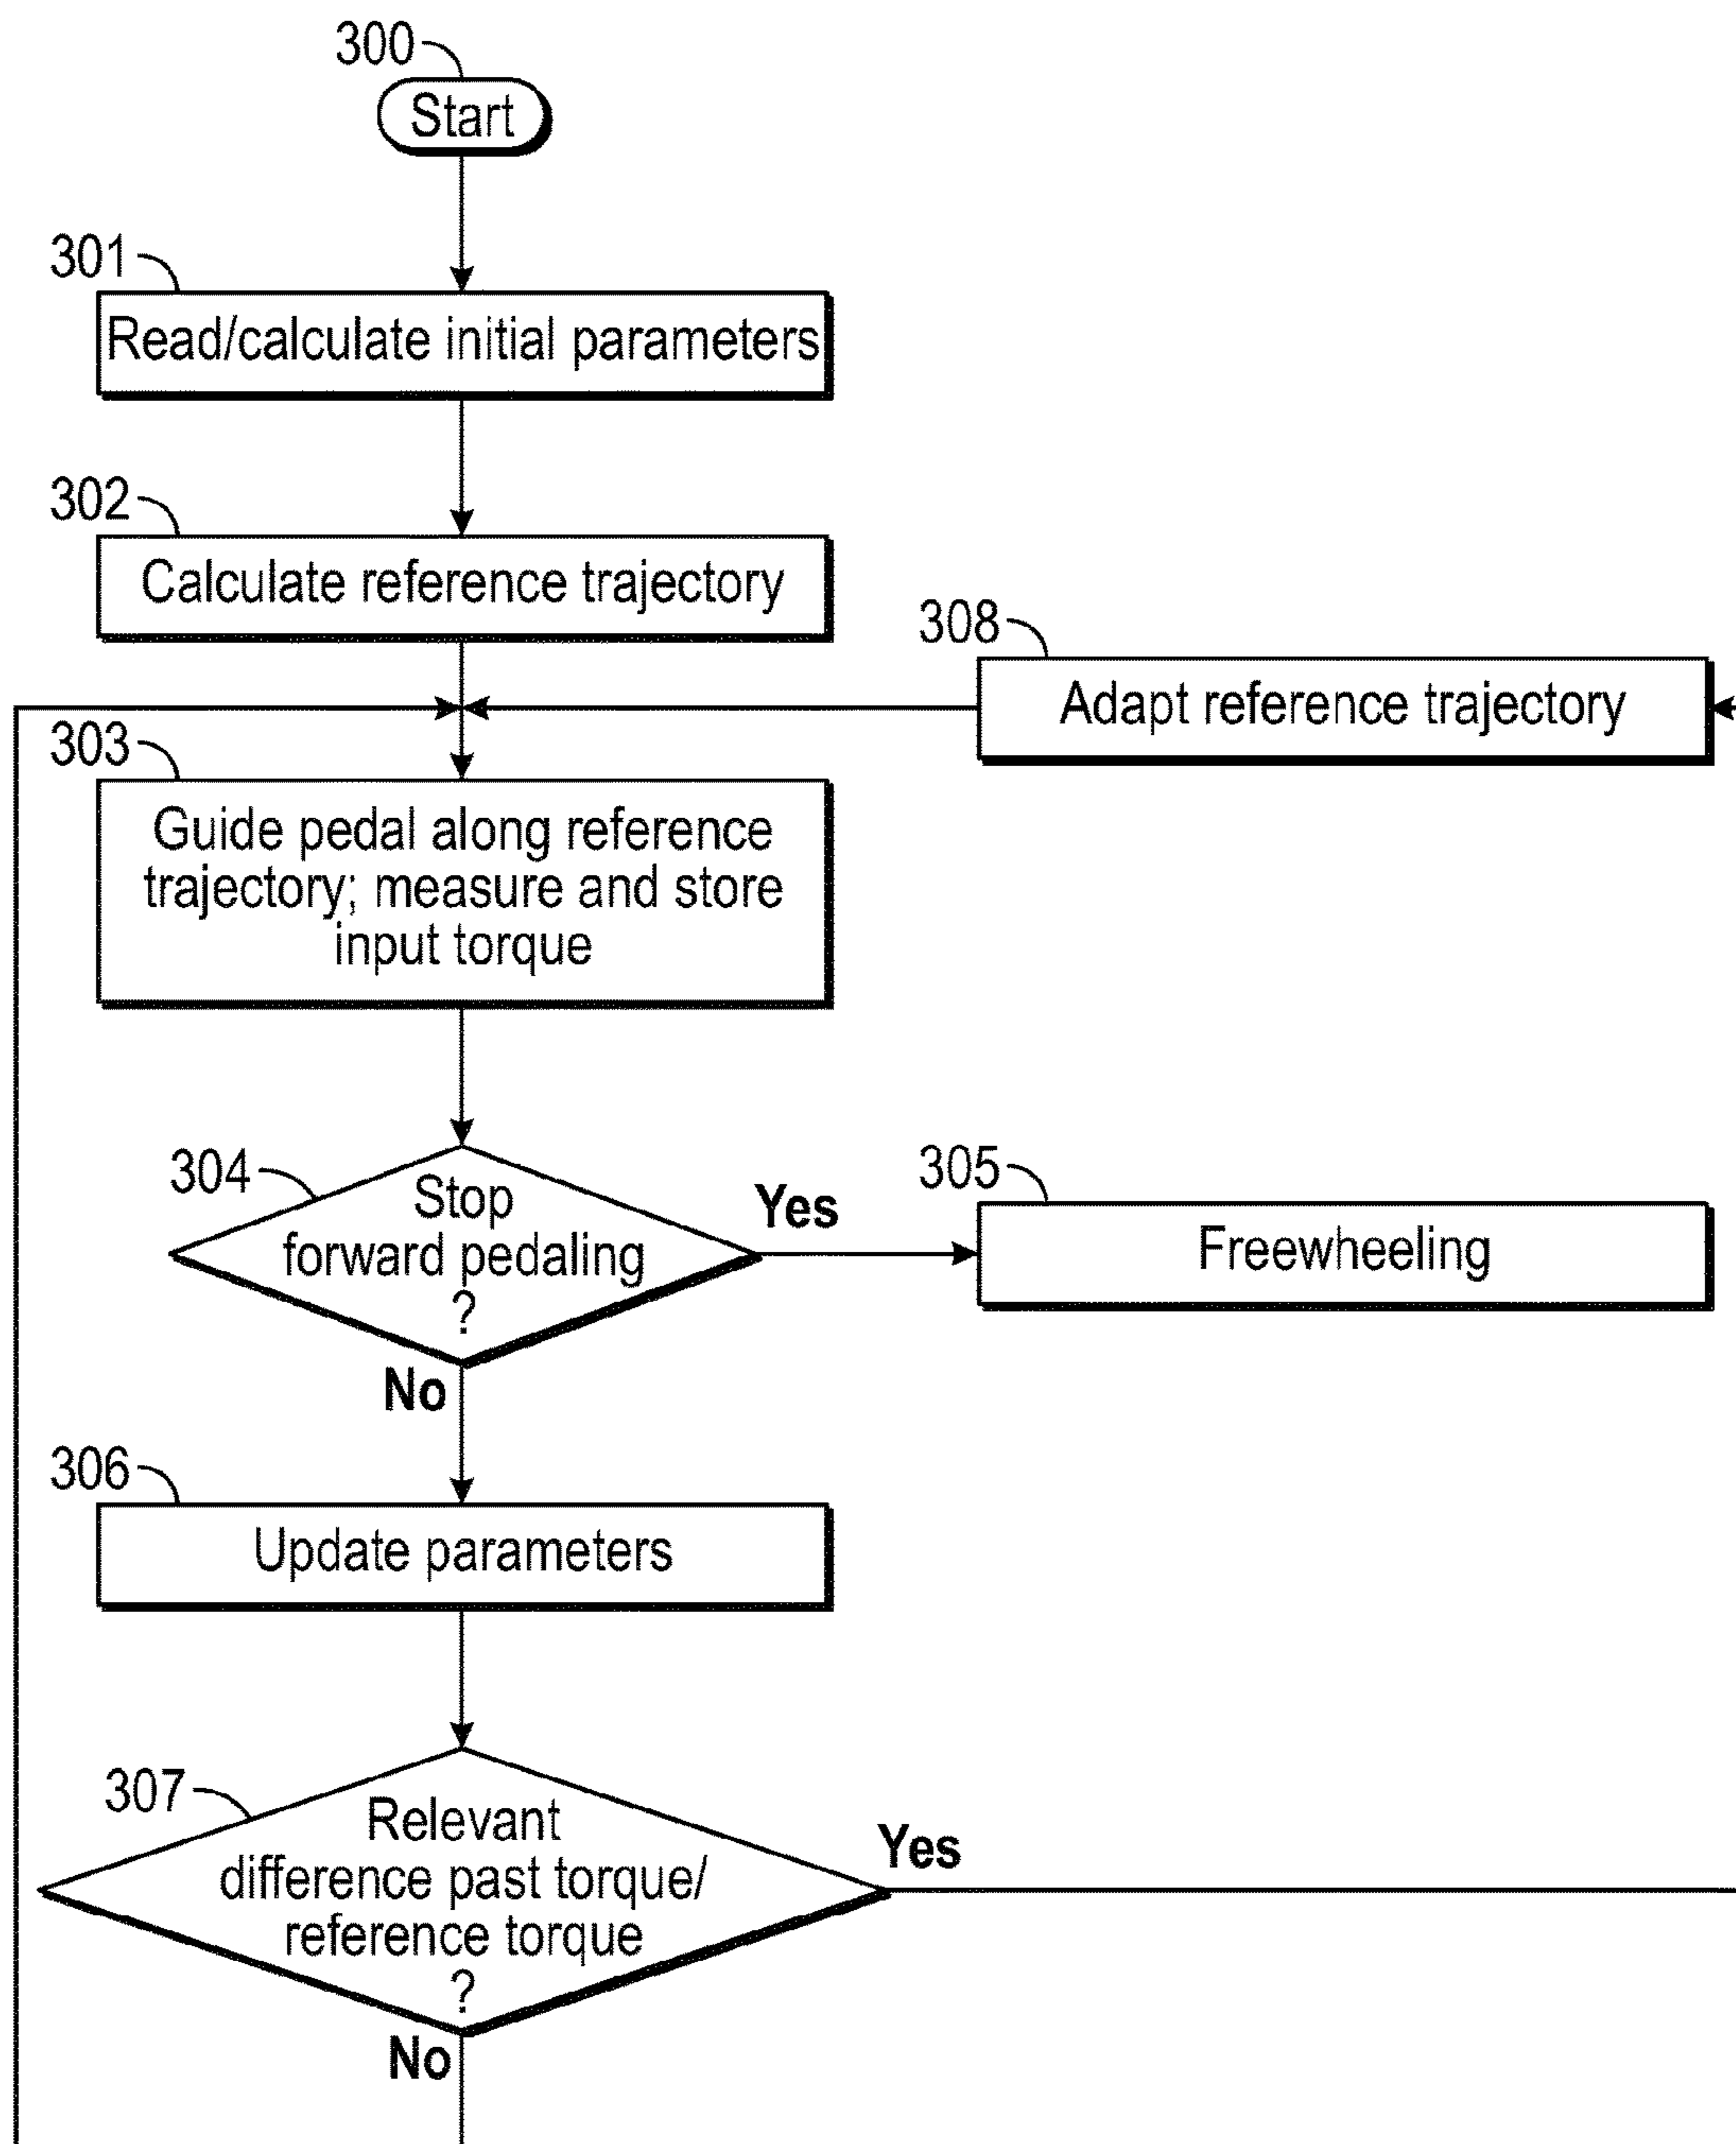 300
Start
301
Read/calculate initial parameters
302
Calculate reference trajectory
308
Adapt reference trajectory
303
Guide pedal along reference
trajectory; measure and store
input torque
304
Stop
forward pedaling
?
Yes
305
Freewheeling
No
306
Update parameters
307
Relevant
difference past torque/
reference torque
?
Yes
No